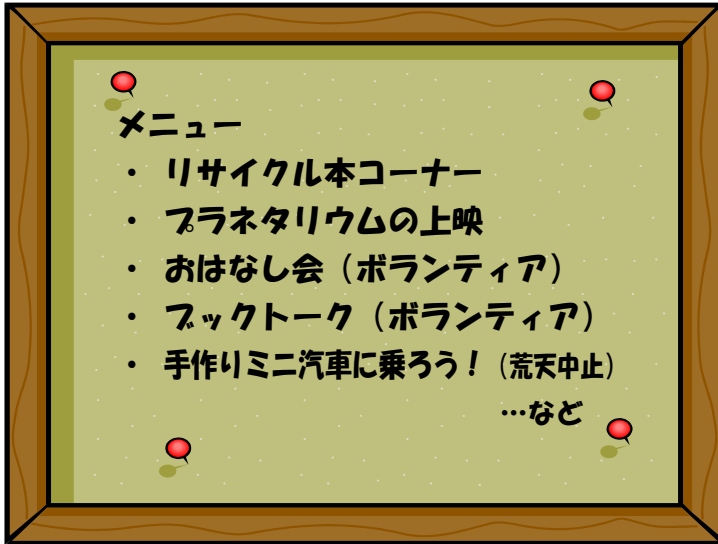 メニュー
・ リサイクル本コーナー
・ プラネタリウムの上映
・ おはなし会（ボランティア）
・ ブックトーク（ボランティア）
・ 手作りミニ汽車に乗ろう！（荒天中止）
…など